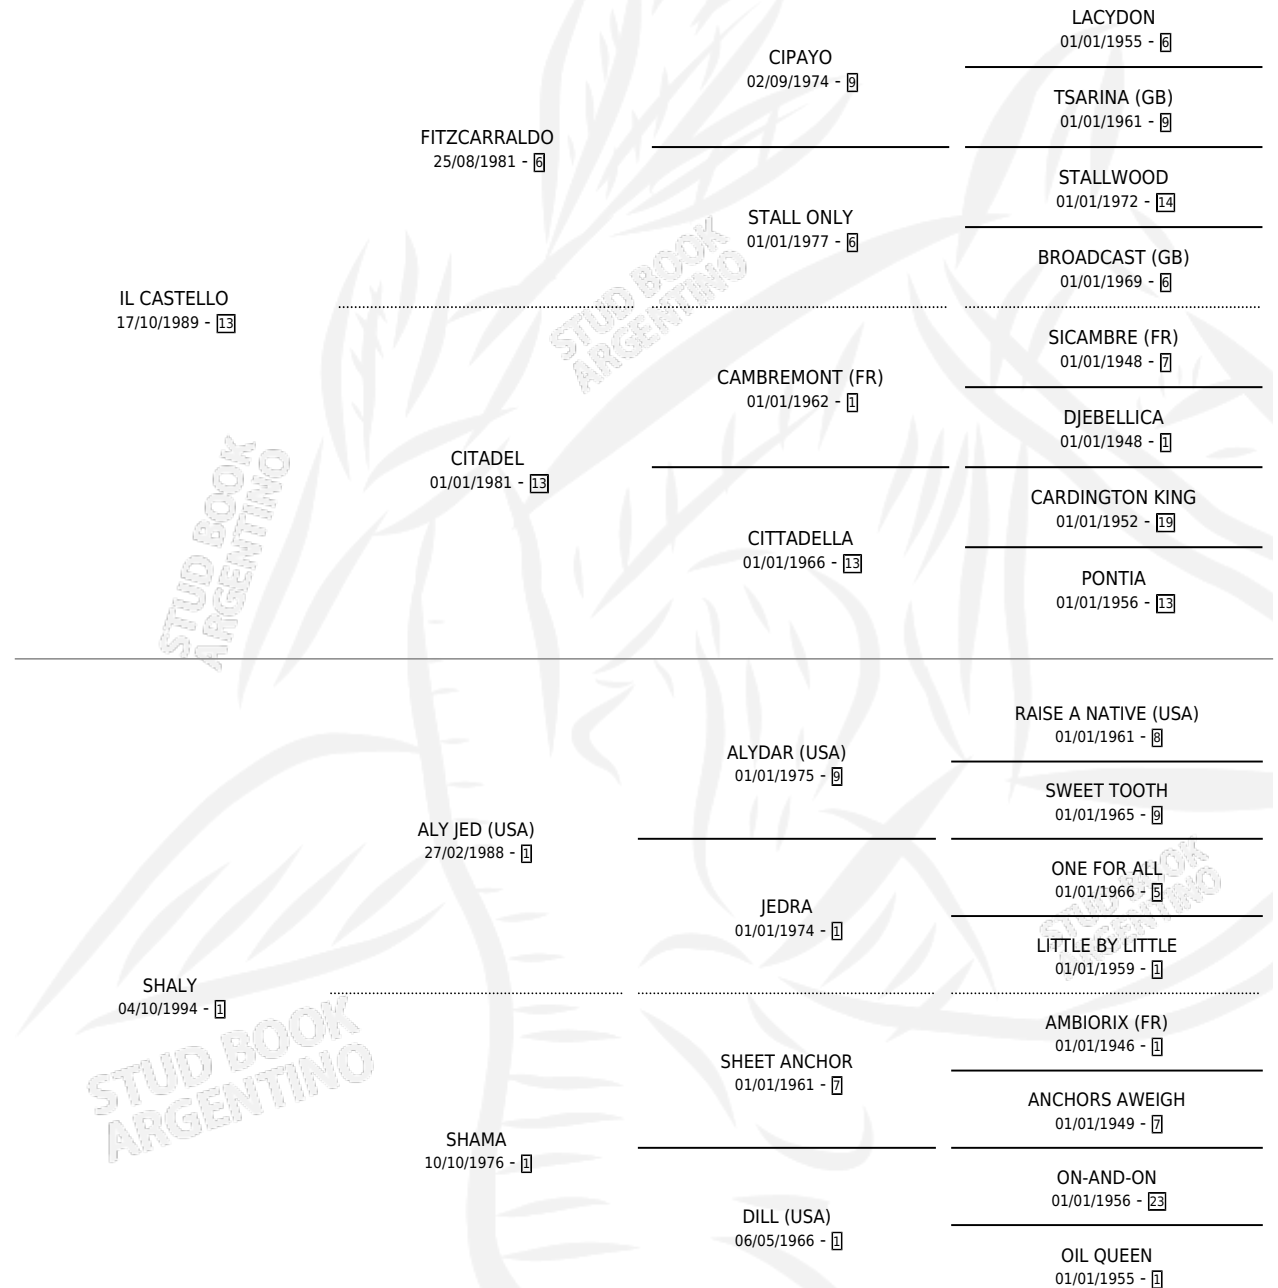 LACYDON
01/01/1955 - 6
CIPAYO
02/09/1974 - 9
TSARINA (GB)
01/01/1961 - 9
FITZCARRALDO
25/08/1981 - 6
STALLWOOD
01/01/1972 - 14
STALL ONLY
01/01/1977 - 6
BROADCAST (GB)
01/01/1969 - 6
IL CASTELLO
17/10/1989 - 13
SICAMBRE (FR)
01/01/1948 - 7
CAMBREMONT (FR)
01/01/1962 - 1
DJEBELLICA
01/01/1948 - 1
CITADEL
01/01/1981 - 13
CARDINGTON KING
01/01/1952 - 19
CITTADELLA
01/01/1966 - 13
PONTIA
01/01/1956 - 13
RAISE A NATIVE (USA)
01/01/1961 - 8
ALYDAR (USA)
01/01/1975 - 9
SWEET TOOTH
01/01/1965 - 9
ALY JED (USA)
27/02/1988 - 1
ONE FOR ALL
01/01/1966 - 5
JEDRA
01/01/1974 - 1
LITTLE BY LITTLE
01/01/1959 - 1
SHALY
04/10/1994 - 1
AMBIORIX (FR)
01/01/1946 - 1
SHEET ANCHOR
01/01/1961 - 7
ANCHORS AWEIGH
01/01/1949 - 7
SHAMA
10/10/1976 - 1
ON-AND-ON
01/01/1956 - 23
DILL (USA)
06/05/1966 - 1
OIL QUEEN
01/01/1955 - 1
STUD BOOK
ARGENTINO
STUD BOOK
ARGENTINO
STUD BOOK
ARGENTINO
STUD BOOK
ARGENTINO